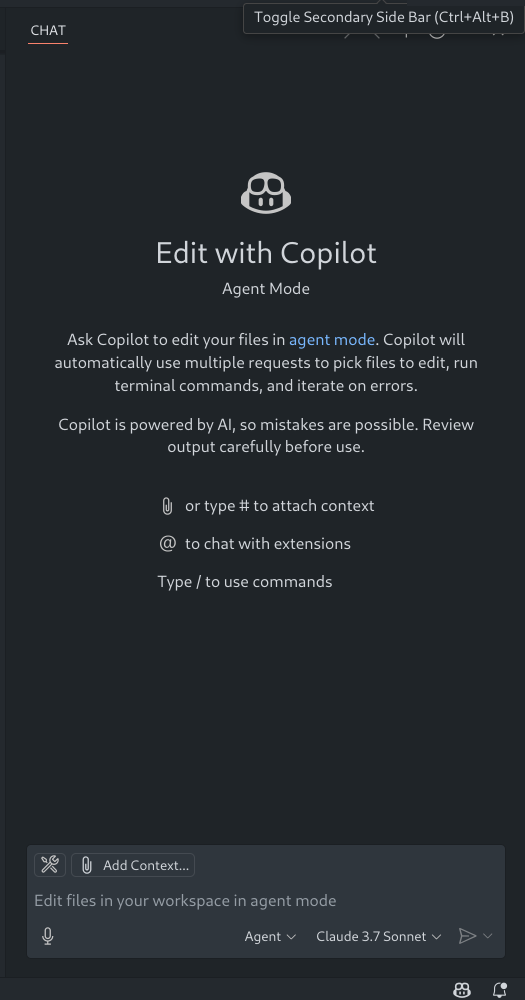 Toggle Secondary Side Bar (Ctrl+Alt+B)
CHAT
Edit with Copilot
Agent Mode
Ask Copilot to edit your files in agent mode. Copilot will
automatically use multiple requests to pick files to edit, run
terminal commands, and iterate on errors.
Copilot is powered by AI, so mistakes are possible. Review
output carefully before use.
or type # to attach context
@ to chat with extensions
Type / to use commands
Add Context...
Edit files in your workspace in agent mode
Agent
Claude 3.7 Sonnet